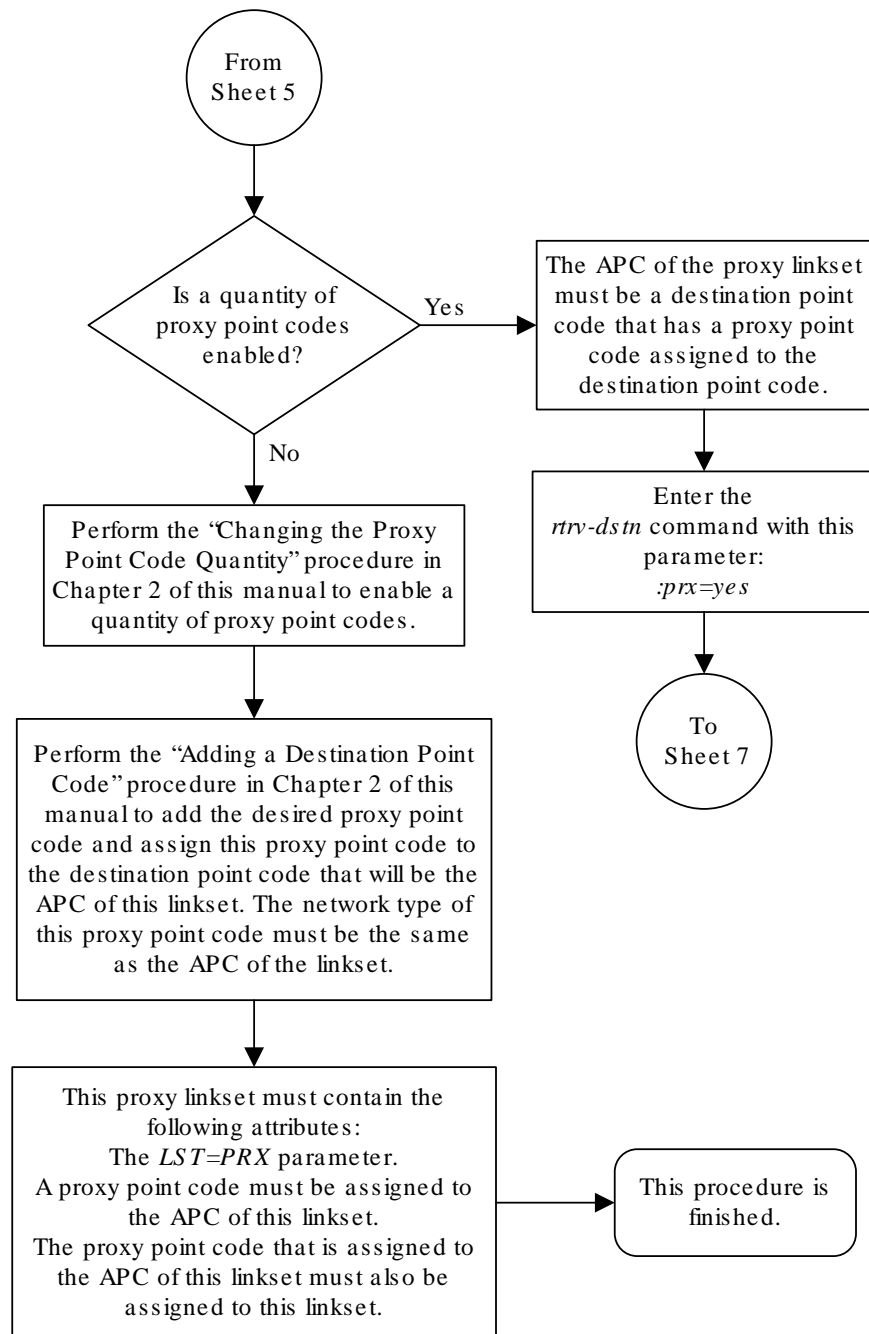 From
Sheet 5
Is a quantity of
proxy point codes
enabled?
Yes
No
The APC of the proxy linkset
must be a destination point
code that has a proxy point
code assigned to the
destination point code.
Enter the
rtrv-dstn command with this
parameter:
:prx=yes
To
Sheet 7
Perform the “Changing the Proxy
Point Code Quantity” procedure in
Chapter 2 of this manual to enable a
quantity of proxy point codes.
Perform the “Adding a Destination Point
Code” procedure in Chapter 2 of this
manual to add the desired proxy point
code and assign this proxy point code to
the destination point code that will be the
APC of this linkset. The network type of
this proxy point code must be the same
as the APC of the linkset.
This proxy linkset must contain the
following attributes:
The LST=PRX parameter.
A proxy point code must be assigned to
the APC of this linkset.
The proxy point code that is assigned to
the APC of this linkset must also be
assigned to this linkset.
This procedure is
finished.